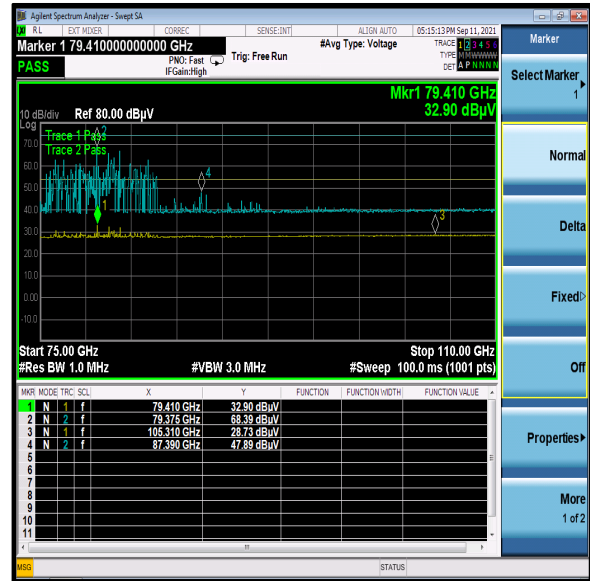 Agilent Spectrum Analyzer - Swept SA
RL EXT MIXER CORREC SENSE:INT ALIGN AUTO 05:15:13PM Sep 11, 2021
Marker 1 79.410000000000 GHz #Avg Type: Voltage TRACE 1 2 3 4 5 6
PNO: Fast Trig: Free Run TYPE MMWWWW
PASS IFGain:High DET A P N N N N
Marker
Select Marker
1
Normal
Delta
Fixed
Off
Properties
More
1 of 2
Mkr1 79.410 GHz
32.90 dBµV
10 dB/div Ref 80.00 dBµV
Log
Trace 1 Pass
Trace 2 Pass
70.0
60.0
50.0
40.0
30.0
20.0
10.0
0.00
-10.0
2
4
1
3
Start 75.00 GHz Stop 110.00 GHz
#Res BW 1.0 MHz #VBW 3.0 MHz #Sweep 100.0 ms (1001 pts)
MKR MODE TRC SCL X Y FUNCTION FUNCTION WIDTH FUNCTION VALUE
1 N 1 f 79.410 GHz 32.90 dBµV
2 N 2 f 79.375 GHz 68.39 dBµV
3 N 1 f 105.310 GHz 28.73 dBµV
4 N 2 f 87.390 GHz 47.89 dBµV
5
6
7
8
9
10
11
MSG STATUS